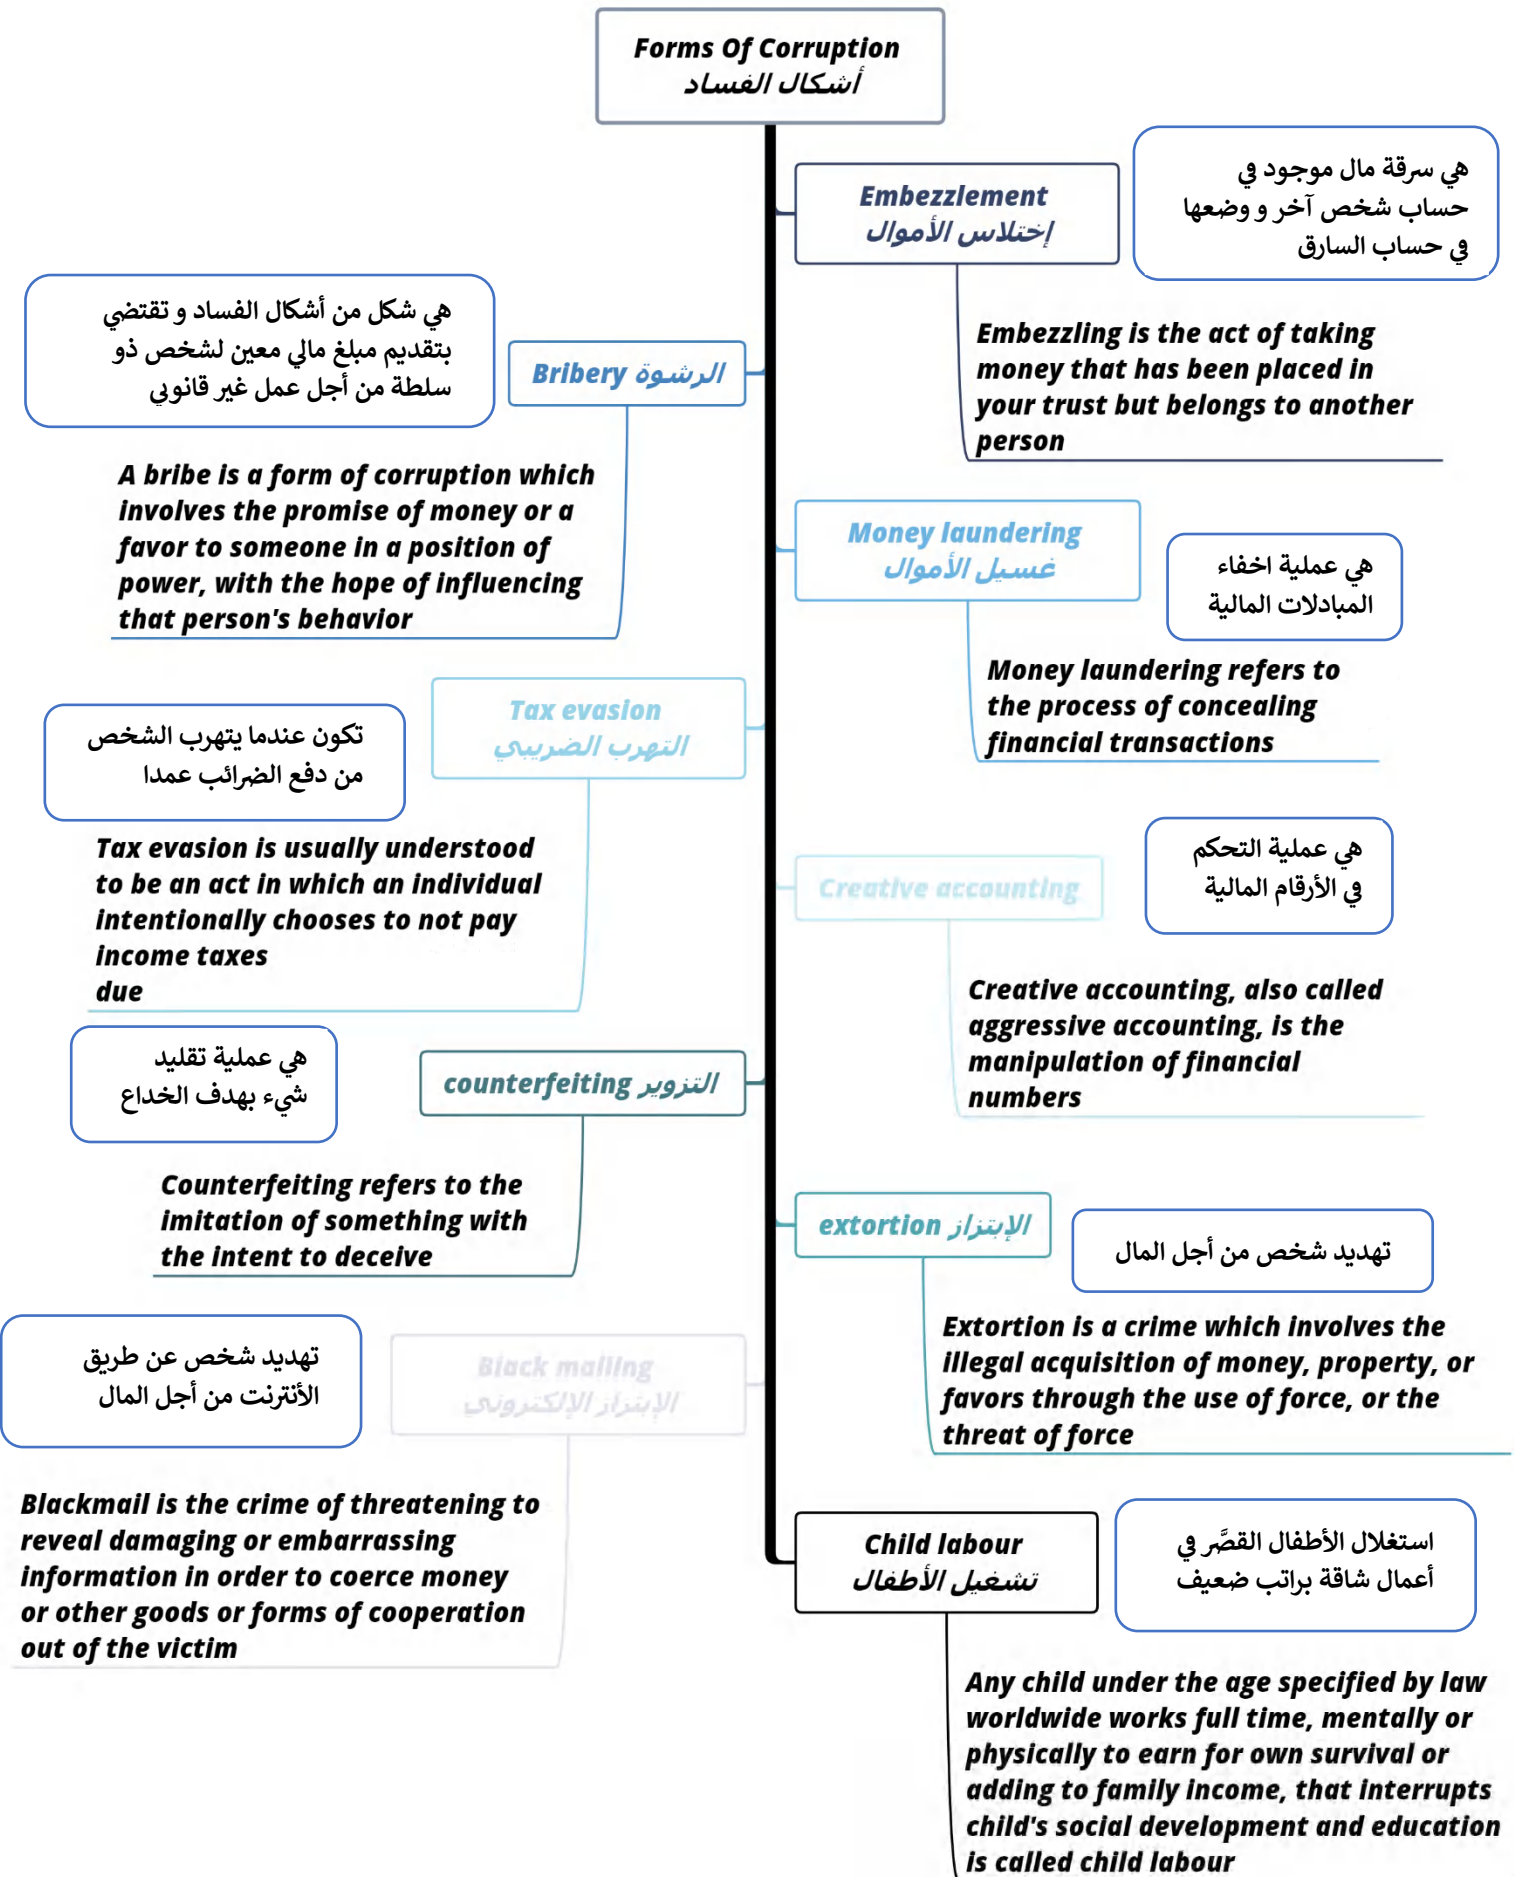 Forms Of Corruption
أشكال الفساد
Embezzlement
إختلاس الأموال
هي سرقة مال موجود في
حساب شخص آخر و وضعها
في حساب السارق
Embezzling is the act of taking
money that has been placed in
your trust but belongs to another
person
Bribery الرشوة
هي شكل من أشكال الفساد و تقتضي
بتقديم مبلغ مالي معين لشخص ذو
سلطة من أجل عمل غير قانوني
A bribe is a form of corruption which
involves the promise of money or a
favor to someone in a position of
power, with the hope of influencing
that person's behavior
Money laundering
غسيل الأموال
هي عملية اخفاء
المبادلات المالية
Money laundering refers to
the process of concealing
financial transactions
Tax evasion
التهرب الضريبي
تكون عندما يتهرب الشخص
من دفع الضرائب عمدا
Tax evasion is usually understood
to be an act in which an individual
intentionally chooses to not pay
income taxes
due
Creative accounting
هي عملية التحكم
في الأرقام المالية
Creative accounting, also called
aggressive accounting, is the
manipulation of financial
numbers
counterfeiting التزوير
هي عملية تقليد
شيء بهدف الخداع
Counterfeiting refers to the
imitation of something with
the intent to deceive
extortion الإبتزاز
تهديد شخص من أجل المال
Extortion is a crime which involves the
illegal acquisition of money, property, or
favors through the use of force, or the
threat of force
Black mailing
الإبتزاز الإلكتروني
تهديد شخص عن طريق
الأنترنت من أجل المال
Blackmail is the crime of threatening to
reveal damaging or embarrassing
information in order to coerce money
or other goods or forms of cooperation
out of the victim
Child labour
تشغيل الأطفال
استغلال الأطفال القصَّر في
أعمال شاقة براتب ضعيف
Any child under the age specified by law
worldwide works full time, mentally or
physically to earn for own survival or
adding to family income, that interrupts
child's social development and education
is called child labour